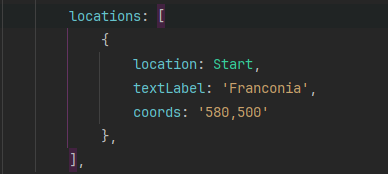 locations: [
{
location: Start,
textLabel: 'Franconia',
coords: '580,500'
},
],